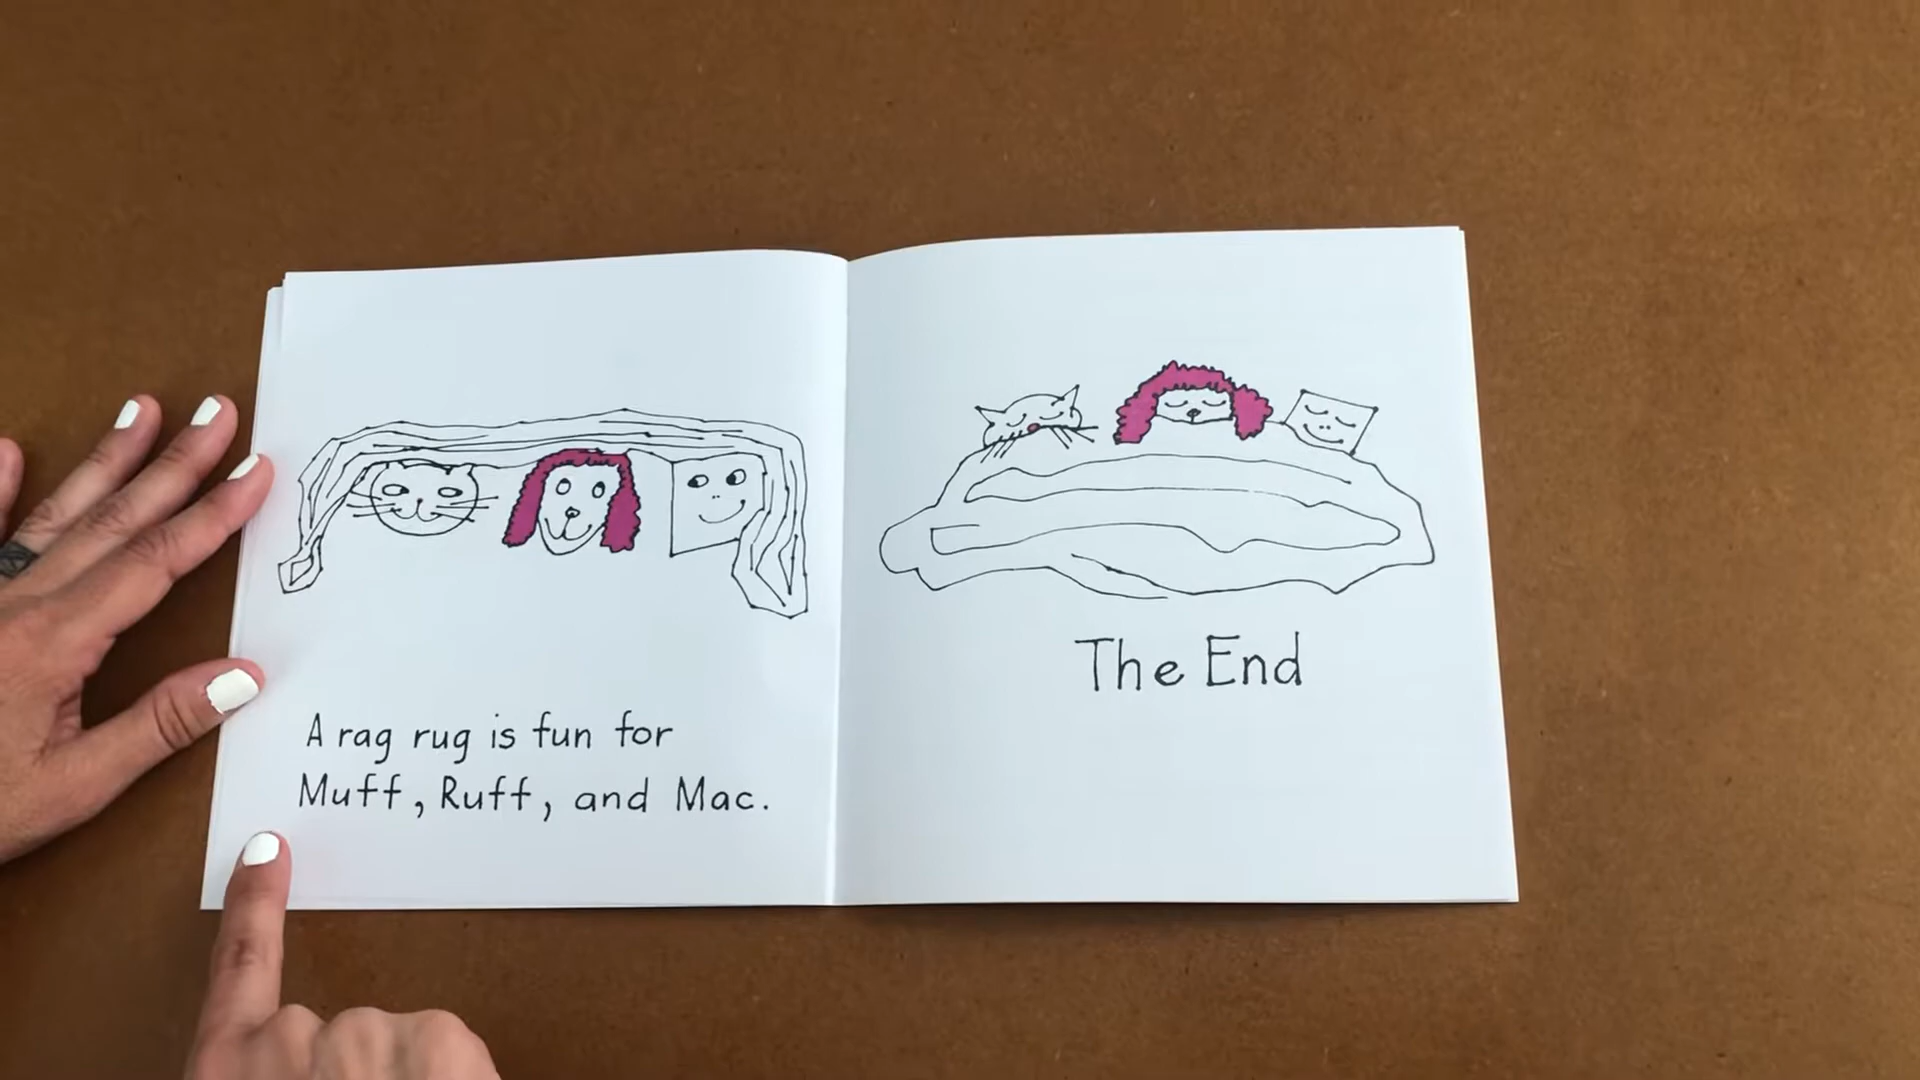 A rag rug is fun for
Muff, Ruff, and Mac.
The End